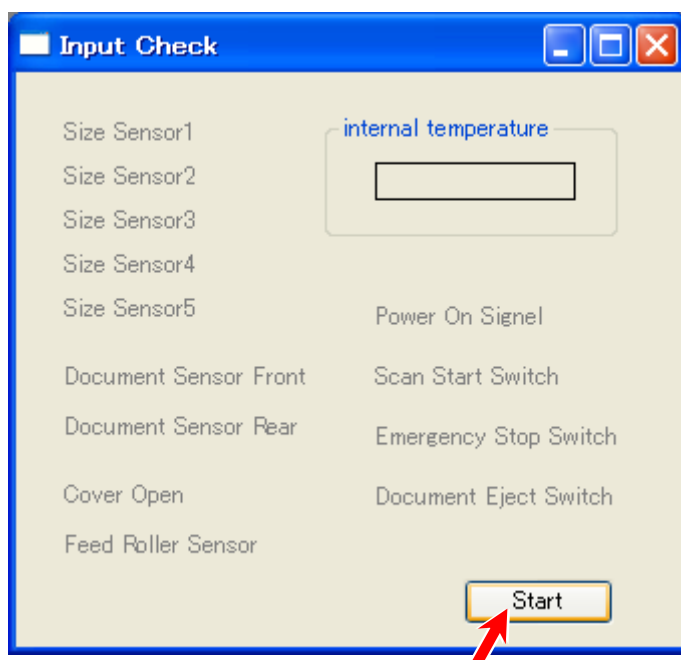 Input Check
Size Sensor1
Size Sensor2
Size Sensor3
Size Sensor4
Size Sensor5
Document Sensor Front
Document Sensor Rear
Cover Open
Feed Roller Sensor
internal temperature
Power On Signel
Scan Start Switch
Emergency Stop Switch
Document Eject Switch
Start